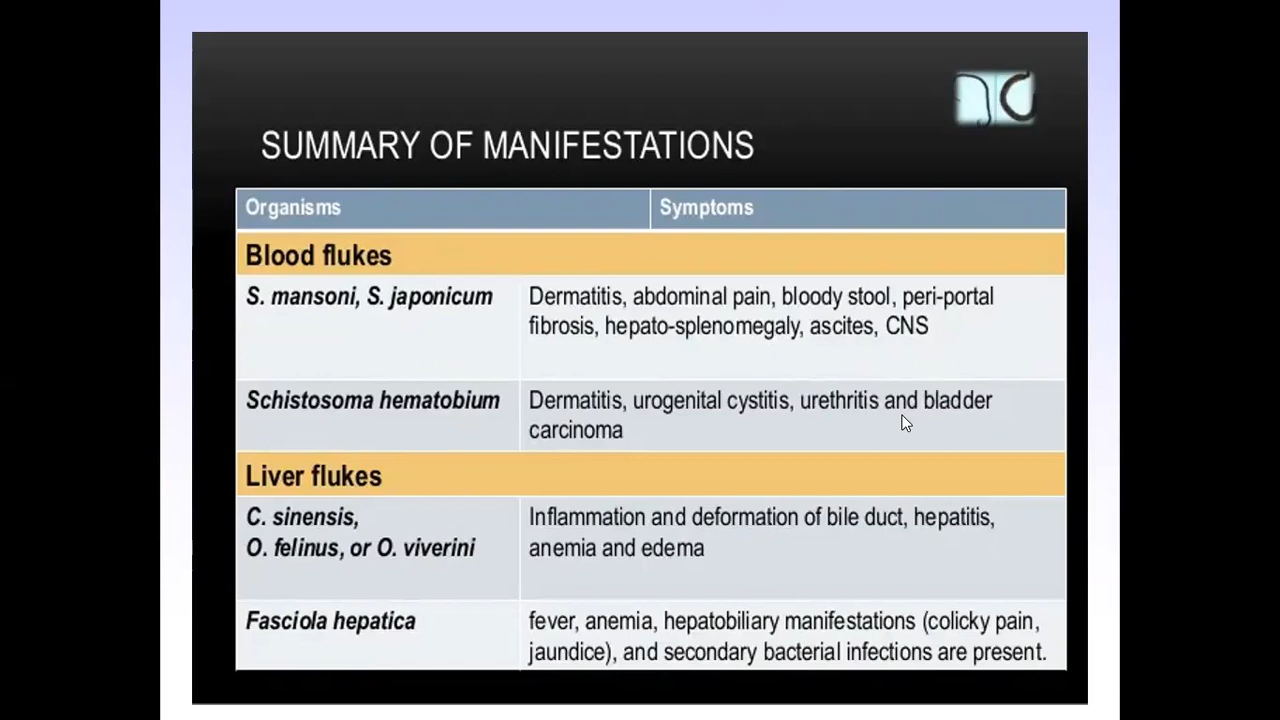 SUMMARY OF MANIFESTATIONS
Organisms Symptoms
Blood flukes
S. mansoni, S. japonicum Dermatitis, abdominal pain, bloody stool, peri-portal
fibrosis, hepato-splenomegaly, ascites, CNS
Schistosoma hematobium Dermatitis, urogenital cystitis, urethritis and bladder
carcinoma
Liver flukes
C. sinensis, Inflammation and deformation of bile duct, hepatitis,
O. felinus, or O. viverini anemia and edema
Fasciola hepatica fever, anemia, hepatobiliary manifestations (colicky pain,
jaundice), and secondary bacterial infections are present.